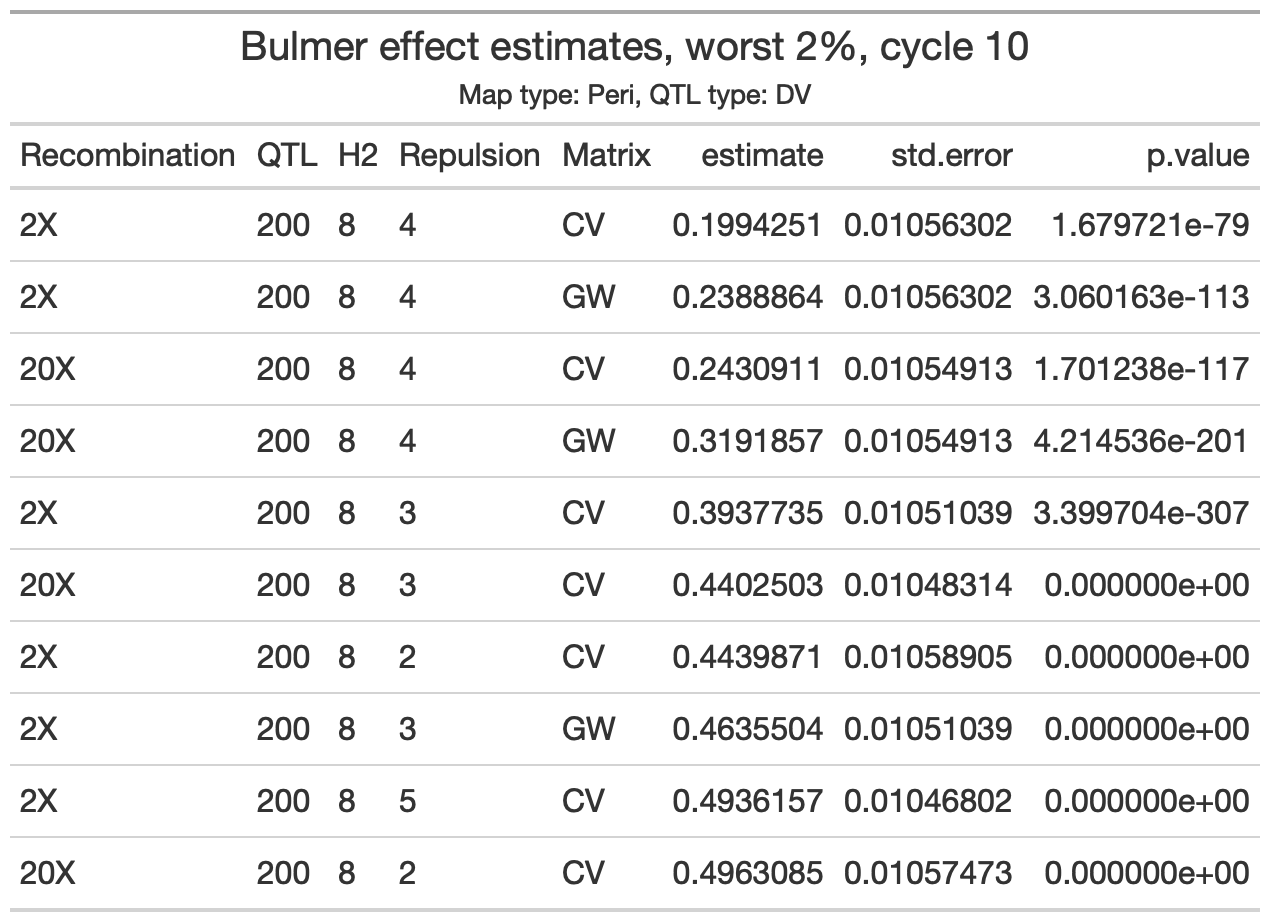 Bulmer effect estimates, worst 2%, cycle 10
Map type: Peri, QTL type: DV
Recombination QTL H2 Repulsion Matrix estimate std.error p.value
2X 200 8 4 CV 0.1994251 0.01056302 1.679721e-79
2X 200 8 4 GW 0.2388864 0.01056302 3.060163e-113
20X 200 8 4 CV 0.2430911 0.01054913 1.701238e-117
20X 200 8 4 GW 0.3191857 0.01054913 4.214536e-201
2X 200 8 3 CV 0.3937735 0.01051039 3.399704e-307
20X 200 8 3 CV 0.4402503 0.01048314 0.000000e+00
2X 200 8 2 CV 0.4439871 0.01058905 0.000000e+00
2X 200 8 3 GW 0.4635504 0.01051039 0.000000e+00
2X 200 8 5 CV 0.4936157 0.01046802 0.000000e+00
20X 200 8 2 CV 0.4963085 0.01057473 0.000000e+00